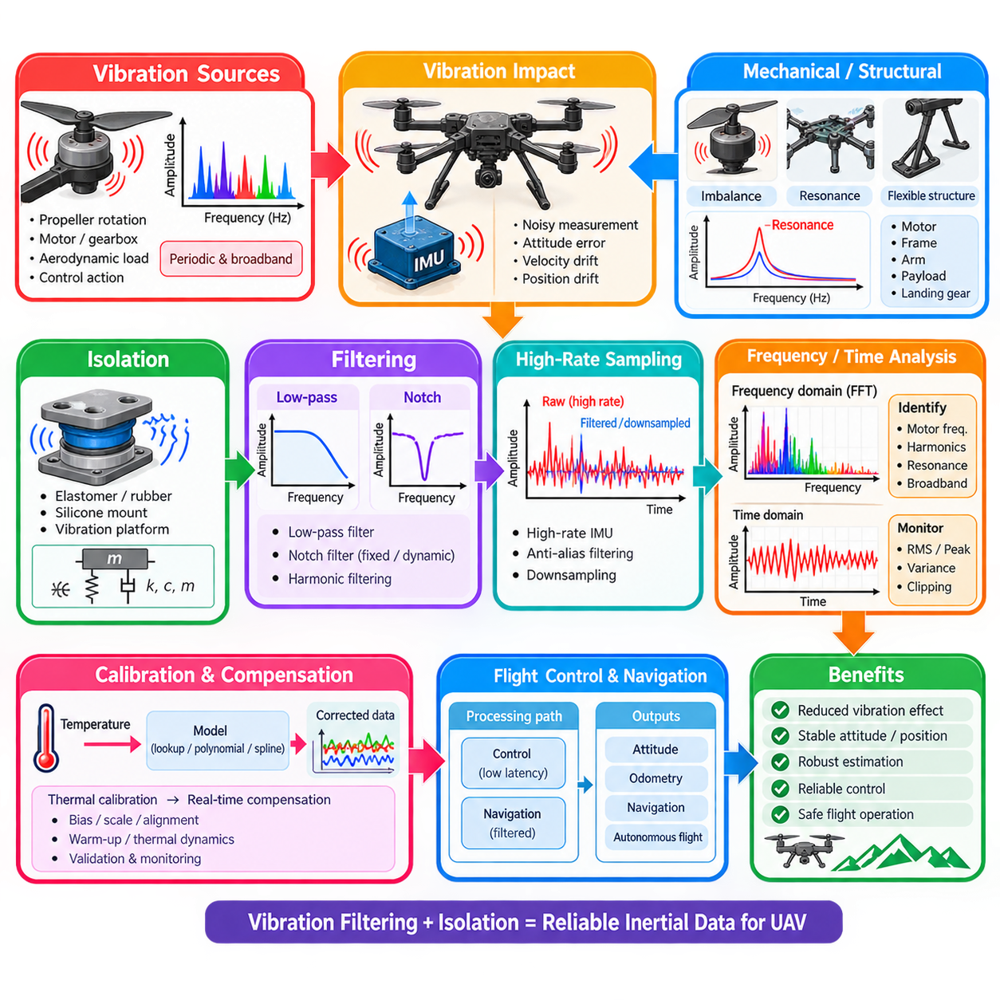 Vibration Sources
Amplitude
Frequency (Hz)
• Propeller rotation
• Motor / gearbox
• Aerodynamic load
• Control action
Periodic & broadband
Vibration Impact
IMU
• Noisy measurement
• Attitude error
• Velocity drift
• Position drift
Mechanical / Structural
Imbalance
Resonance
Flexible structure
Amplitude
Resonance
Frequency (Hz)
• Motor
• Frame
• Arm
• Payload
• Landing gear
Isolation
• Elastomer / rubber
• Silicone mount
• Vibration platform
m
k, c, m
Filtering
Low-pass
Amplitude
Frequency
Notch
Amplitude
Frequency
• Low-pass filter
• Notch filter (fixed / dynamic)
• Harmonic filtering
High-Rate Sampling
Raw (high rate)
Filtered / downsampled
Amplitude
Time
• High-rate IMU
• Anti-alias filtering
• Downsampling
Frequency / Time Analysis
Frequency domain (FFT)
Amplitude
Frequency
Identify
• Motor freq.
• Harmonics
• Resonance
• Broadband
Time domain
Amplitude
Time
Monitor
• RMS / Peak
• Variance
• Clipping
Calibration & Compensation
Temperature
Model
(lookup / polynomial / spline)
Corrected data
Thermal calibration → Real-time compensation
• Bias / scale / alignment
• Warm-up / thermal dynamics
• Validation & monitoring
Flight Control & Navigation
Processing path
Control
(low latency)
Navigation
(filtered)
Outputs
Attitude
Odometry
Navigation
Autonomous flight
Benefits
Reduced vibration effect
Stable attitude / position
Robust estimation
Reliable control
Safe flight operation
Vibration Filtering + Isolation = Reliable Inertial Data for UAV